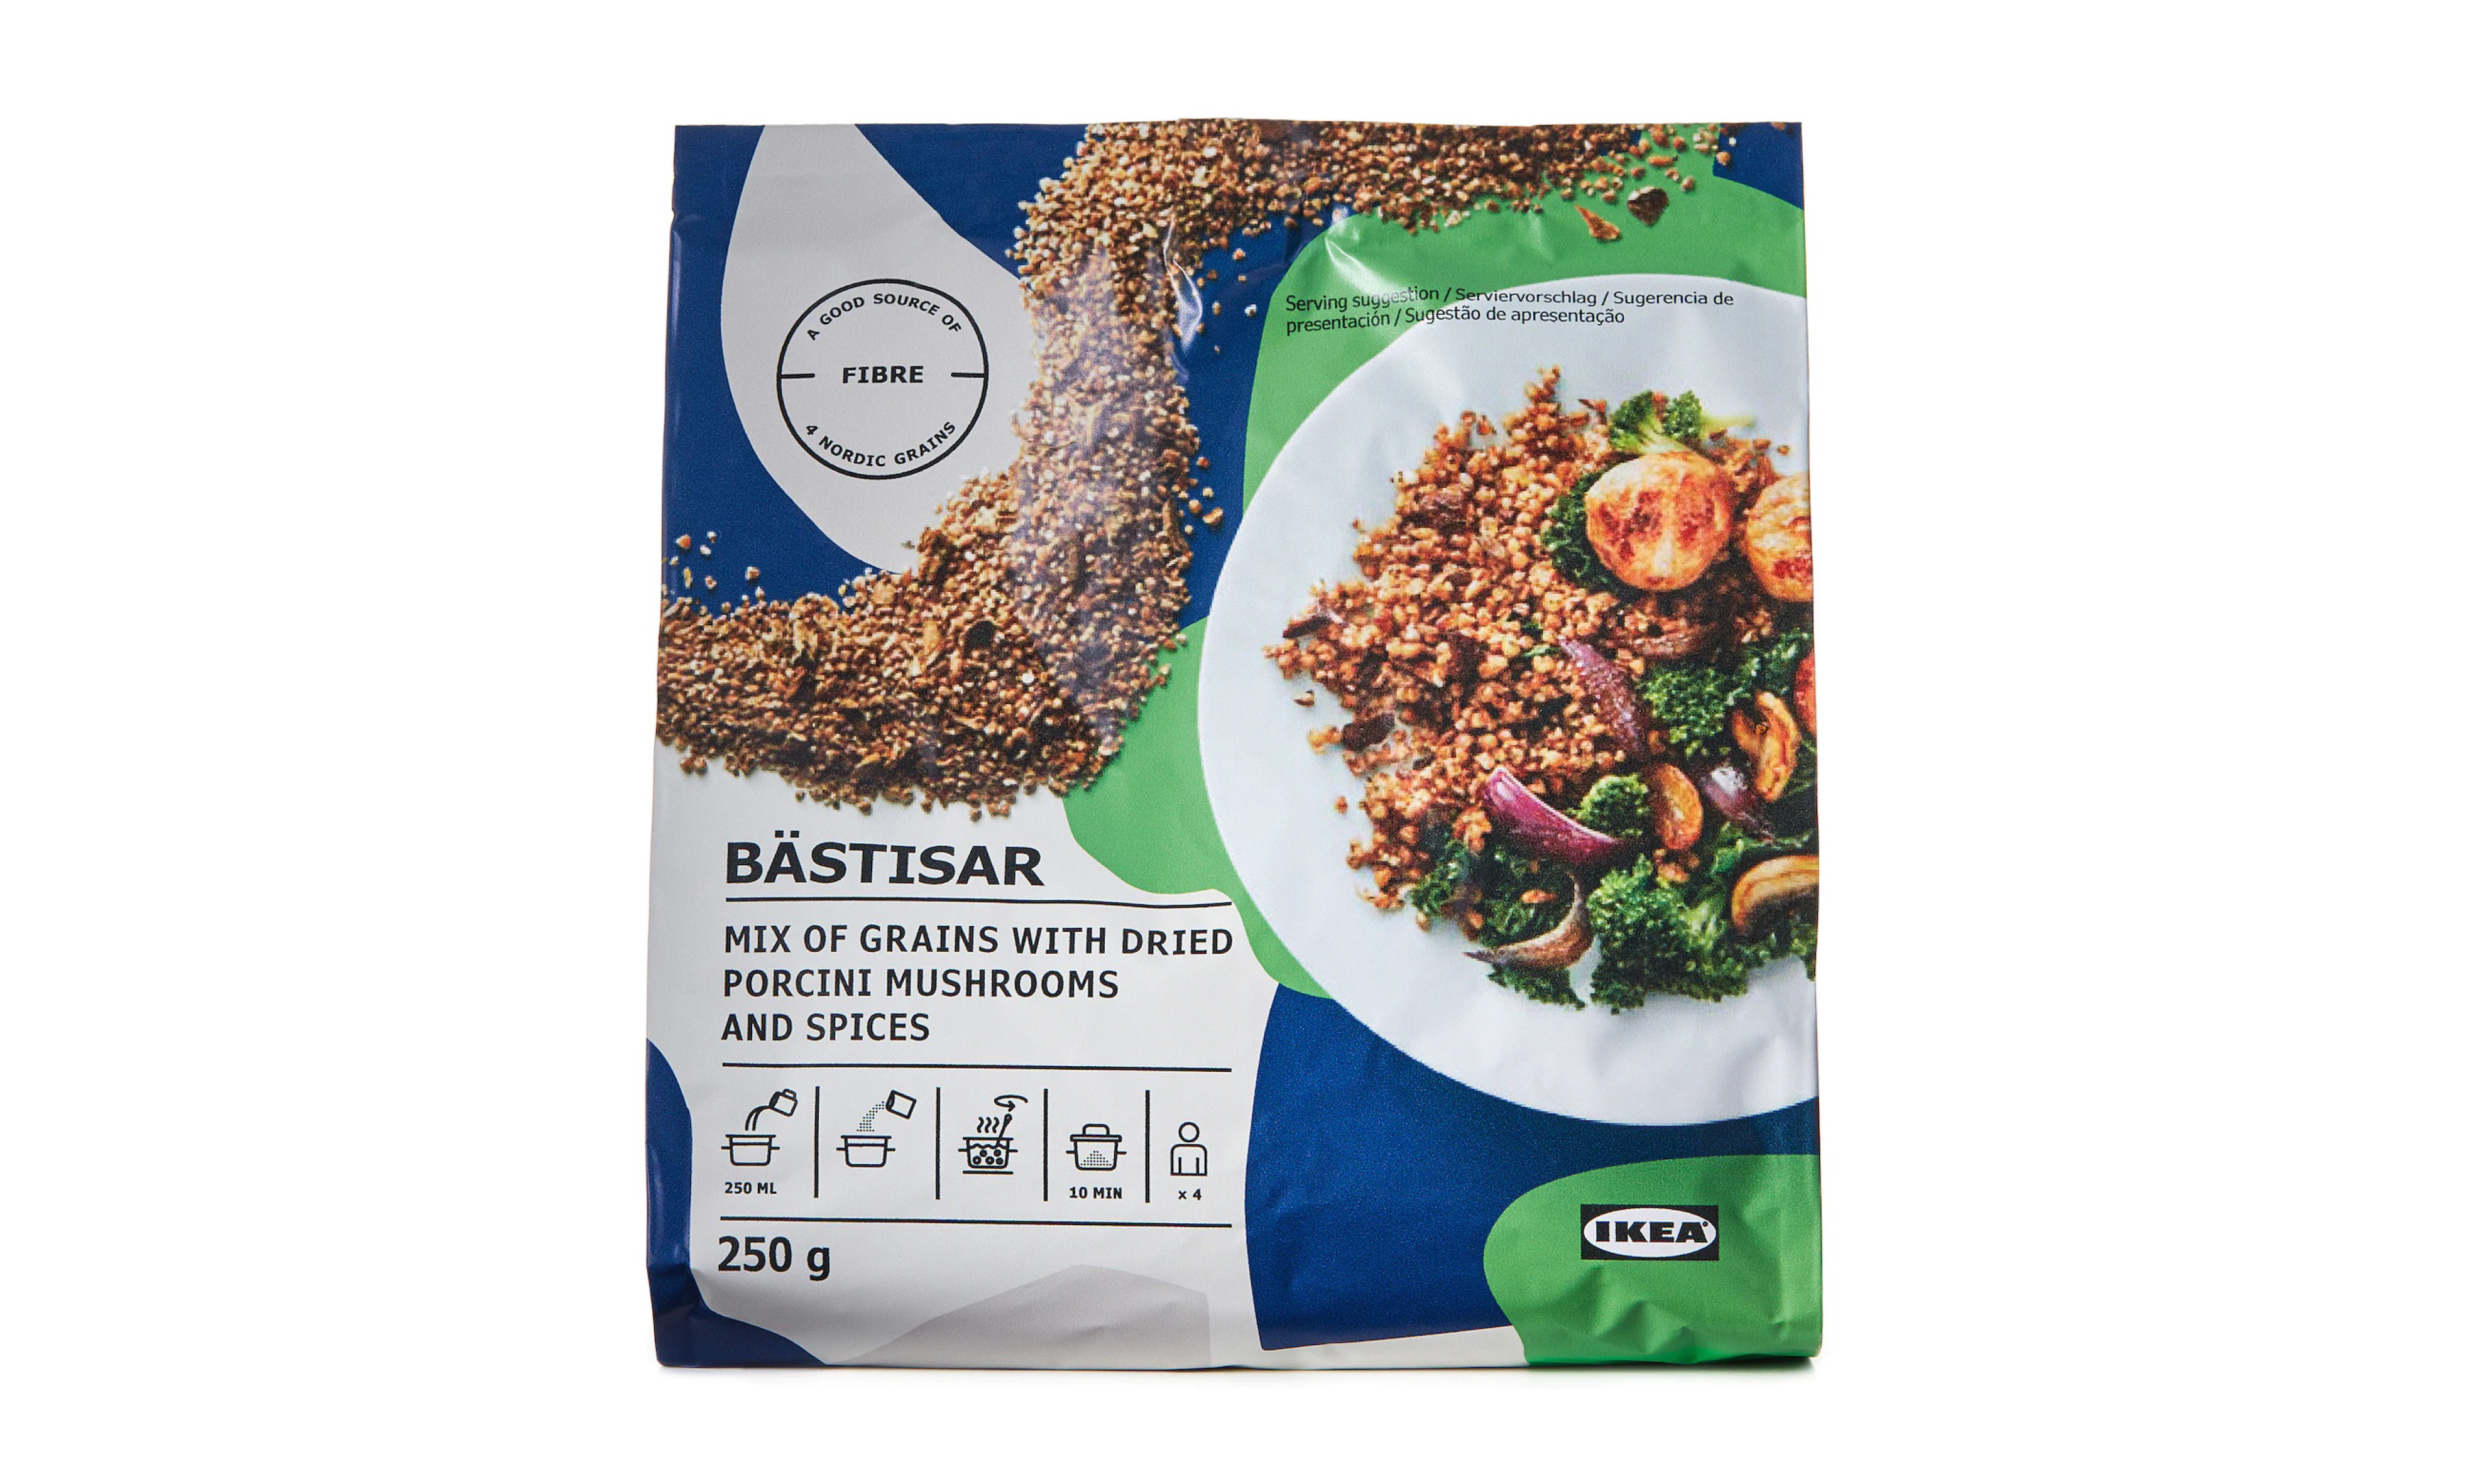 A GOOD SOURCE OF
FIBRE
4 NORDIC GRAINS
Serving suggestion / Serviervorschlag / Sugerencia de
presentación / Sugestão de apresentação
BÄSTISAR
MIX OF GRAINS WITH DRIED
PORCINI MUSHROOMS
AND SPICES
250 ML
10 MIN
x 4
250 g
IKEA